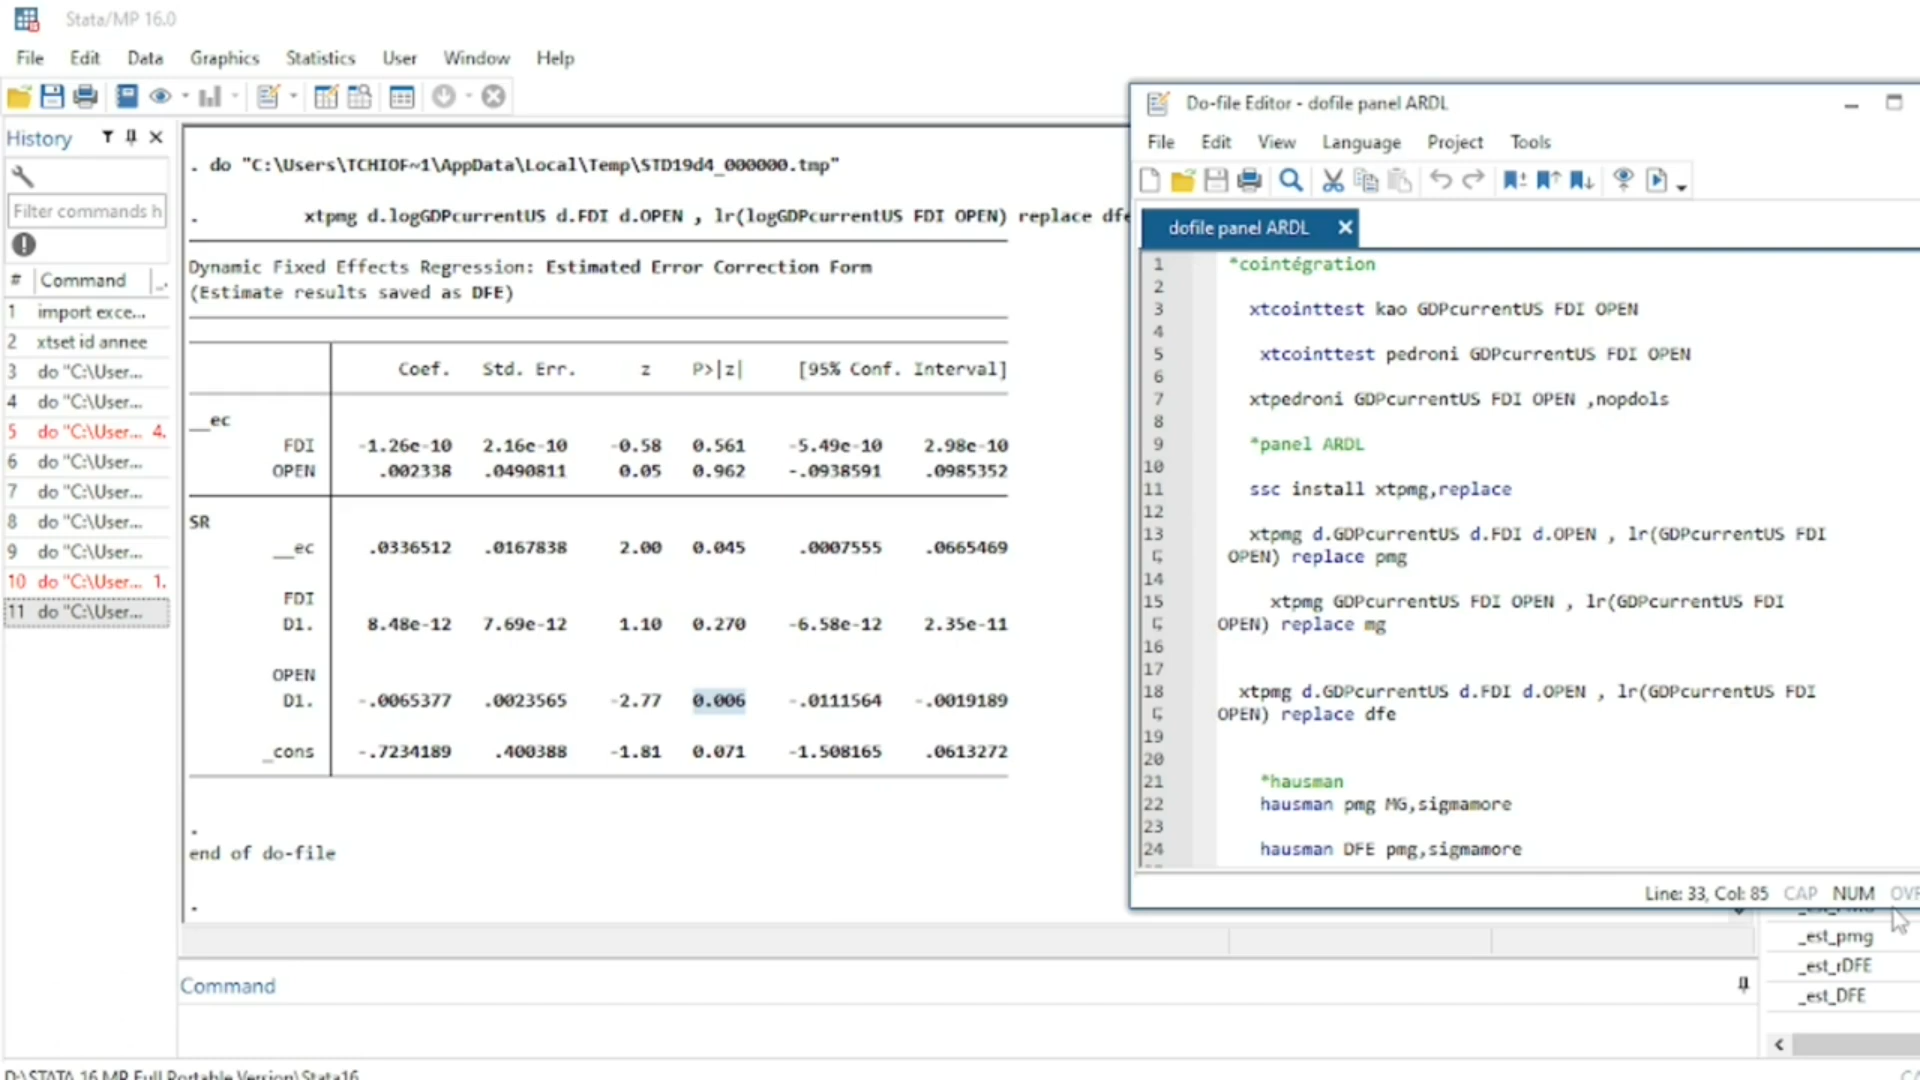 Stata/MP 16.0
File Edit Data Graphics Statistics User Window Help
History
Filter commands h
# Command
1 import exce...
2 xtset id annee
3 do "C:\User...
4 do "C:\User...
5 do "C:\User... 4.
6 do "C:\User...
7 do "C:\User...
8 do "C:\User...
9 do "C:\User...
10 do "C:\User... 1.
11 do "C:\User...
. do "C:\Users\TCHIOF~1\AppData\Local\Temp\STD19d4_000000.tmp"
. xtpmg d.logGDPcurrentUS d.FDI d.OPEN , lr(logGDPcurrentUS FDI OPEN) replace dfe
Dynamic Fixed Effects Regression: Estimated Error Correction Form
(Estimate results saved as DFE)
Coef. Std. Err. z P>|z| [95% Conf. Interval]
__ec
FDI -1.26e-10 2.16e-10 -0.58 0.561 -5.49e-10 2.98e-10
OPEN .002338 .0490811 0.05 0.962 -.0938591 .0985352
SR
__ec .0336512 .0167838 2.00 0.045 .0007555 .0665469
FDI
D1. 8.48e-12 7.69e-12 1.10 0.270 -6.58e-12 2.35e-11
OPEN
D1. -.0065377 .0023565 -2.77 0.006 -.0111564 -.0019189
_cons -.7234189 .400388 -1.81 0.071 -1.508165 .0613272
.
end of do-file
.
Command
D:\STATA 16 MP Full Portable Version\Stata16
Do-file Editor - dofile panel ARDL
File Edit View Language Project Tools
dofile panel ARDL
1 *cointégration
2
3 xtcointtest kao GDPcurrentUS FDI OPEN
4
5 xtcointtest pedroni GDPcurrentUS FDI OPEN
6
7 xtpedroni GDPcurrentUS FDI OPEN ,nopdols
8
9 *panel ARDL
10
11 ssc install xtpmg,replace
12
13 xtpmg d.GDPcurrentUS d.FDI d.OPEN , lr(GDPcurrentUS FDI
OPEN) replace pmg
14
15 xtpmg GDPcurrentUS FDI OPEN , lr(GDPcurrentUS FDI
OPEN) replace mg
16
17
18 xtpmg d.GDPcurrentUS d.FDI d.OPEN , lr(GDPcurrentUS FDI
OPEN) replace dfe
19
20
21 *hausman
22 hausman pmg MG,sigmamore
23
24 hausman DFE pmg,sigmamore
Line: 33, Col: 85 CAP NUM OVR
_est_pmg
_est_rDFE
_est_DFE